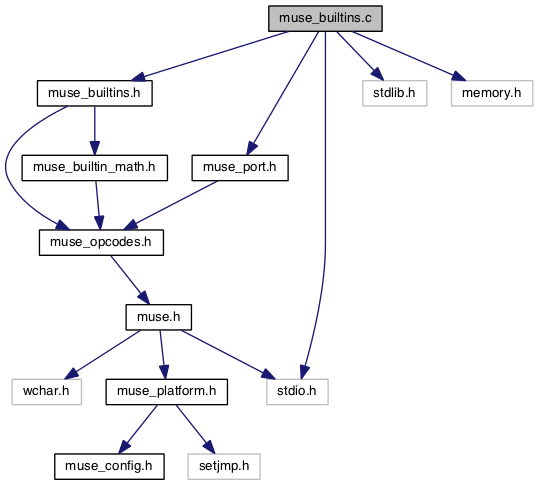 muse_builtins.c
muse_builtins.h
stdlib.h
memory.h
muse_builtin_math.h
muse_port.h
muse_opcodes.h
muse.h
wchar.h
muse_platform.h
stdio.h
muse_config.h
setjmp.h